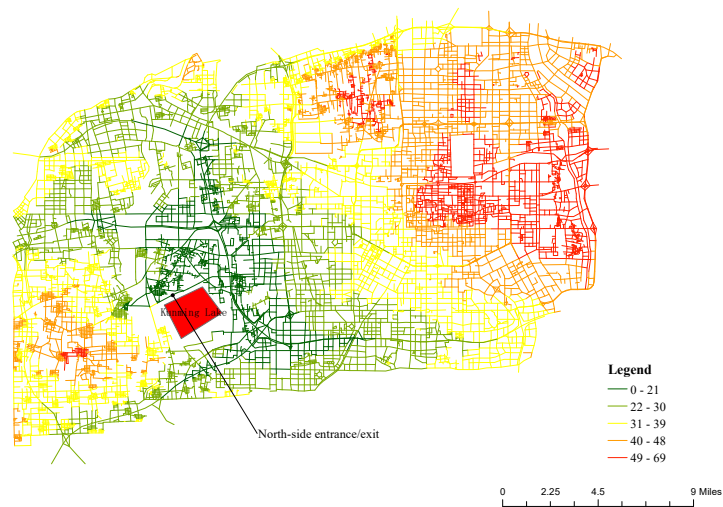 Kunming Lake
North-side entrance/exit
Legend
0 - 21
22 - 30
31 - 39
40 - 48
49 - 69
0 2.25 4.5 9 Miles